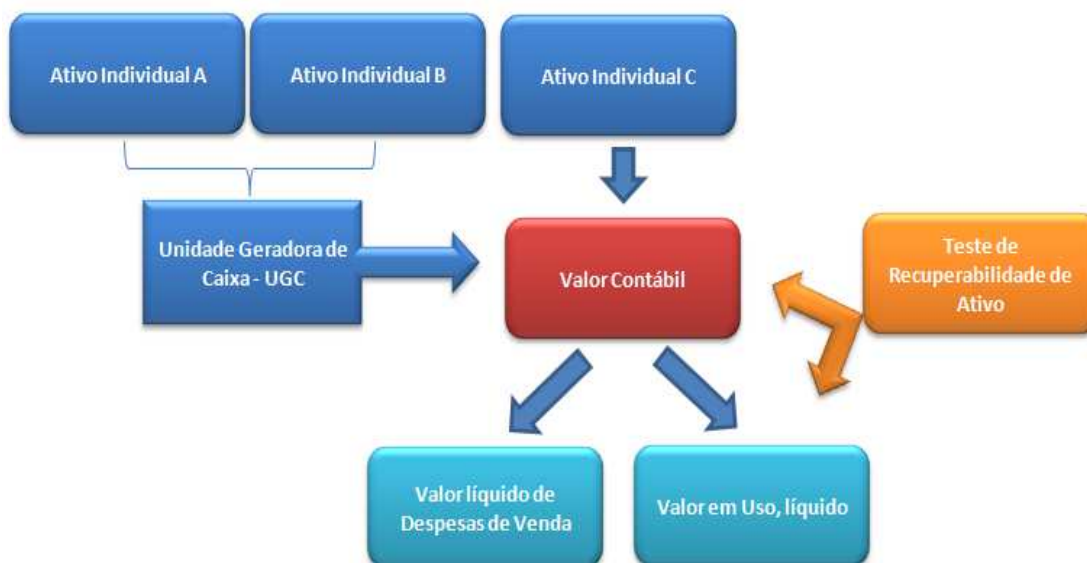 Ativo Individual A
Ativo Individual B
Ativo Individual C
Unidade Geradora de
Caixa - UGC
Valor Contábil
Teste de
Recuperabilidade de
Ativo
Valor líquido de
Despesas de Venda
Valor em Uso, líquido